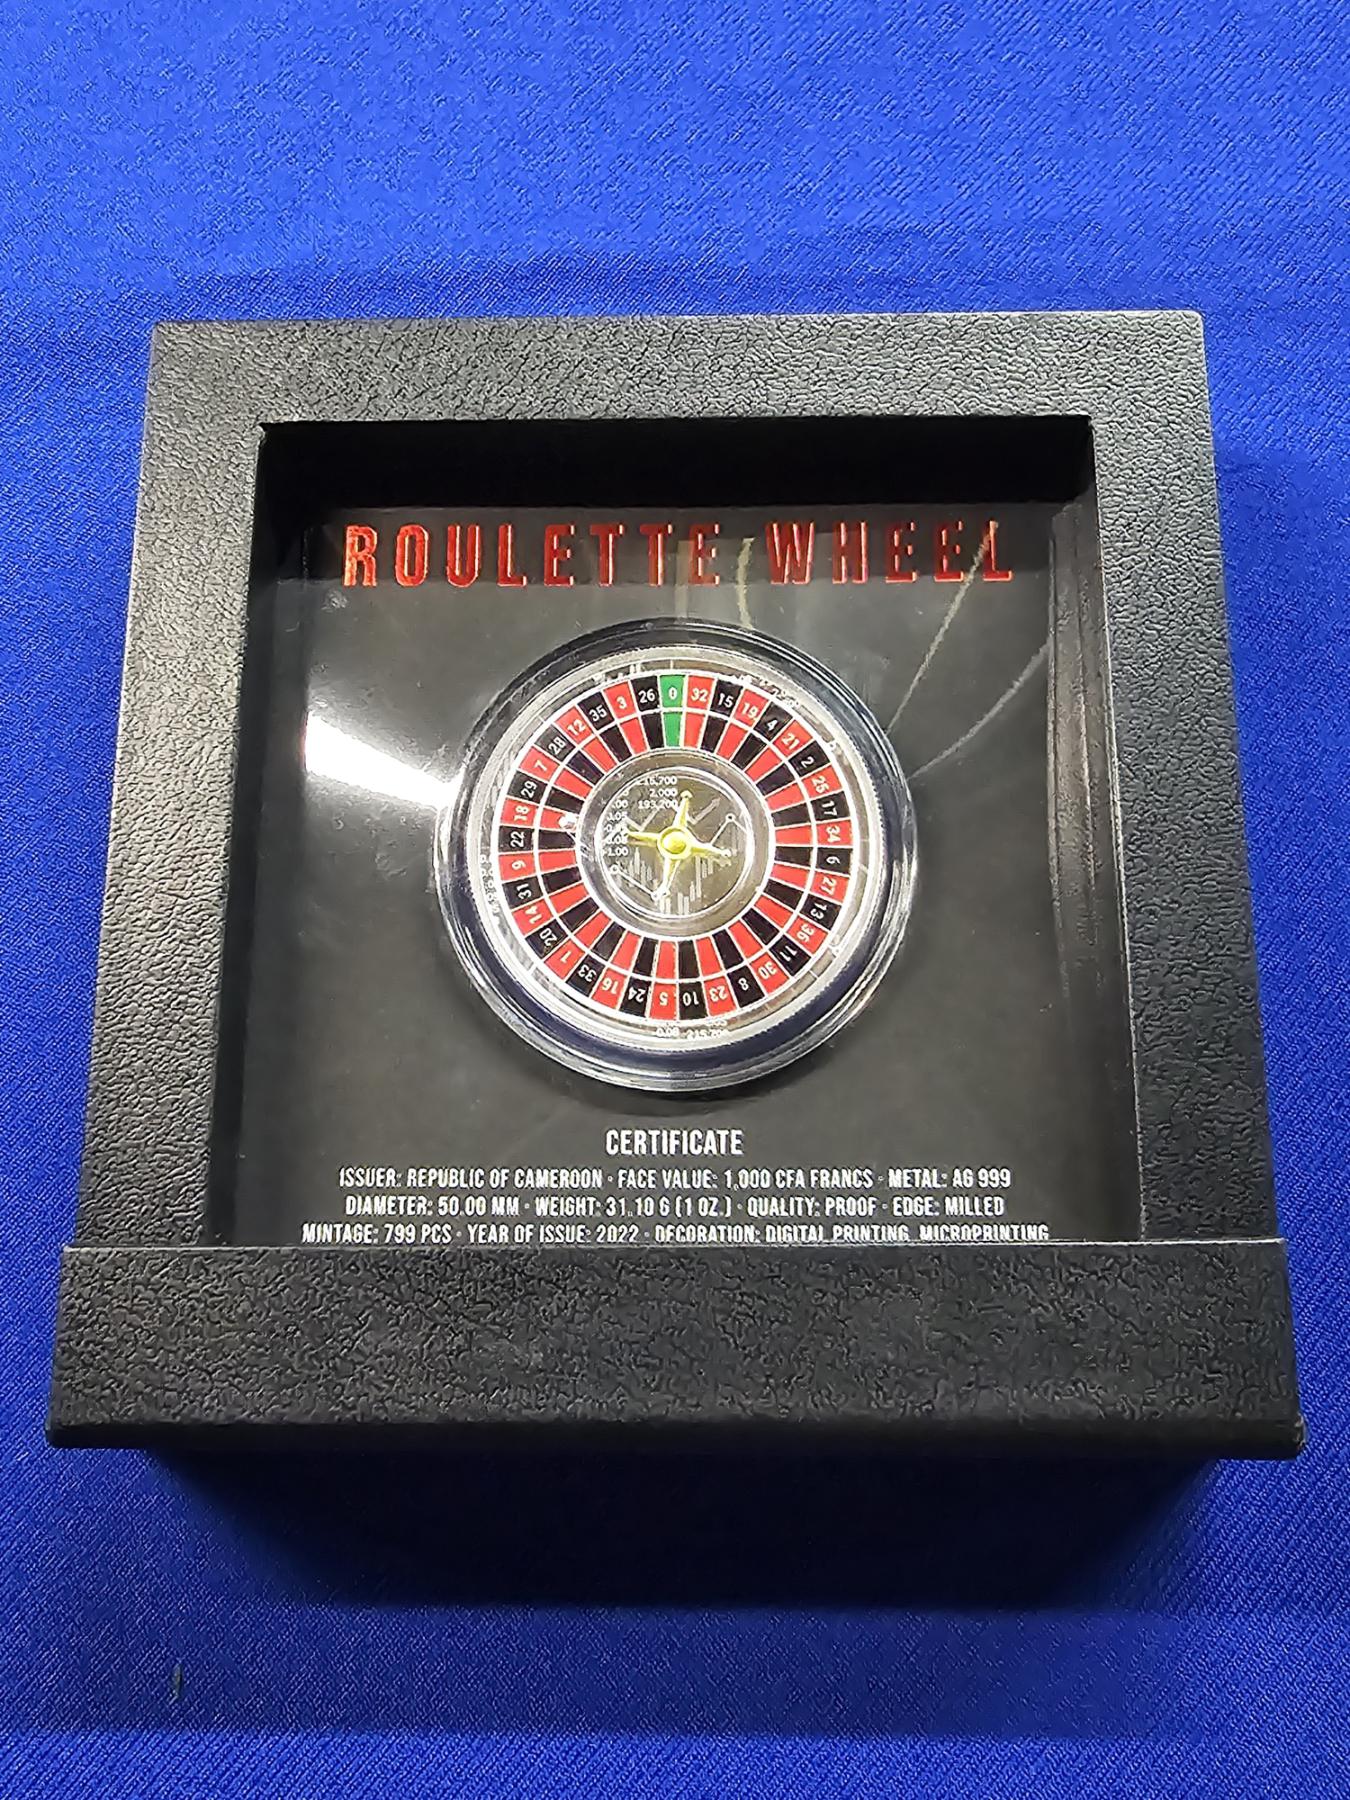 ROULETTE WHEEL
0 32 15 19 4 21 2 25 17 34 6 27 13 36 11 30 8 23 10 5 24 16 33 1 20 14 31 9 22 18 29 7 28 12 35 3 26
2.000
193,200
CERTIFICATE
ISSUER: REPUBLIC OF CAMEROON · FACE VALUE: 1,000 CFA FRANCS · METAL: AG 999
DIAMETER: 50.00 MM · WEIGHT: 31.10 G (1 OZ.) · QUALITY: PROOF · EDGE: MILLED
MINTAGE: 799 PCS · YEAR OF ISSUE: 2022 · DECORATION: DIGITAL PRINTING, MICROPRINTING